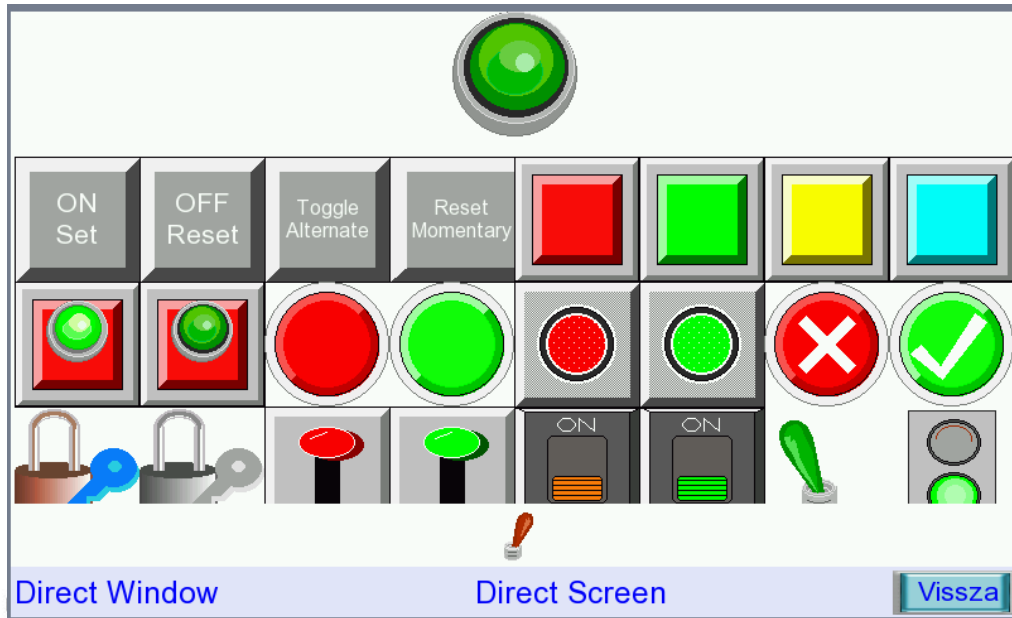 ON
Set
OFF
Reset
Toggle
Alternate
Reset
Momentary
ON
ON
Direct Window
Direct Screen
Vissza